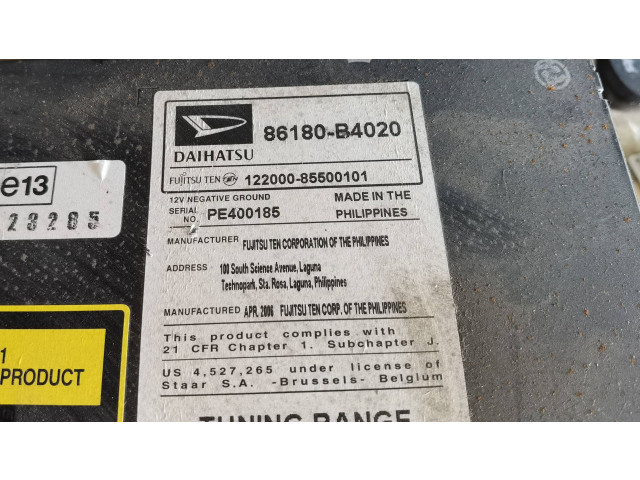 DAIHATSU
86180-B4020
FUJITSU TEN 122000-85500101
12V NEGATIVE GROUND
SERIAL NO. PE400185
MADE IN THE PHILIPPINES
MANUFACTURER FUJITSU TEN CORPORATION OF THE PHILIPPINES
ADDRESS 100 South Science Avenue, Laguna
Technopark, Sta. Rosa, Laguna, Philippines
MANUFACTURED APR. 2006 FUJITSU TEN CORP. OF THE PHILIPPINES
This product complies with
21 CFR Chapter 1. Subchapter J.
US 4,527,265 under license of
Staar S.A. -Brussels- Belgium
TUNING RANGE
e13
23205
1
PRODUCT